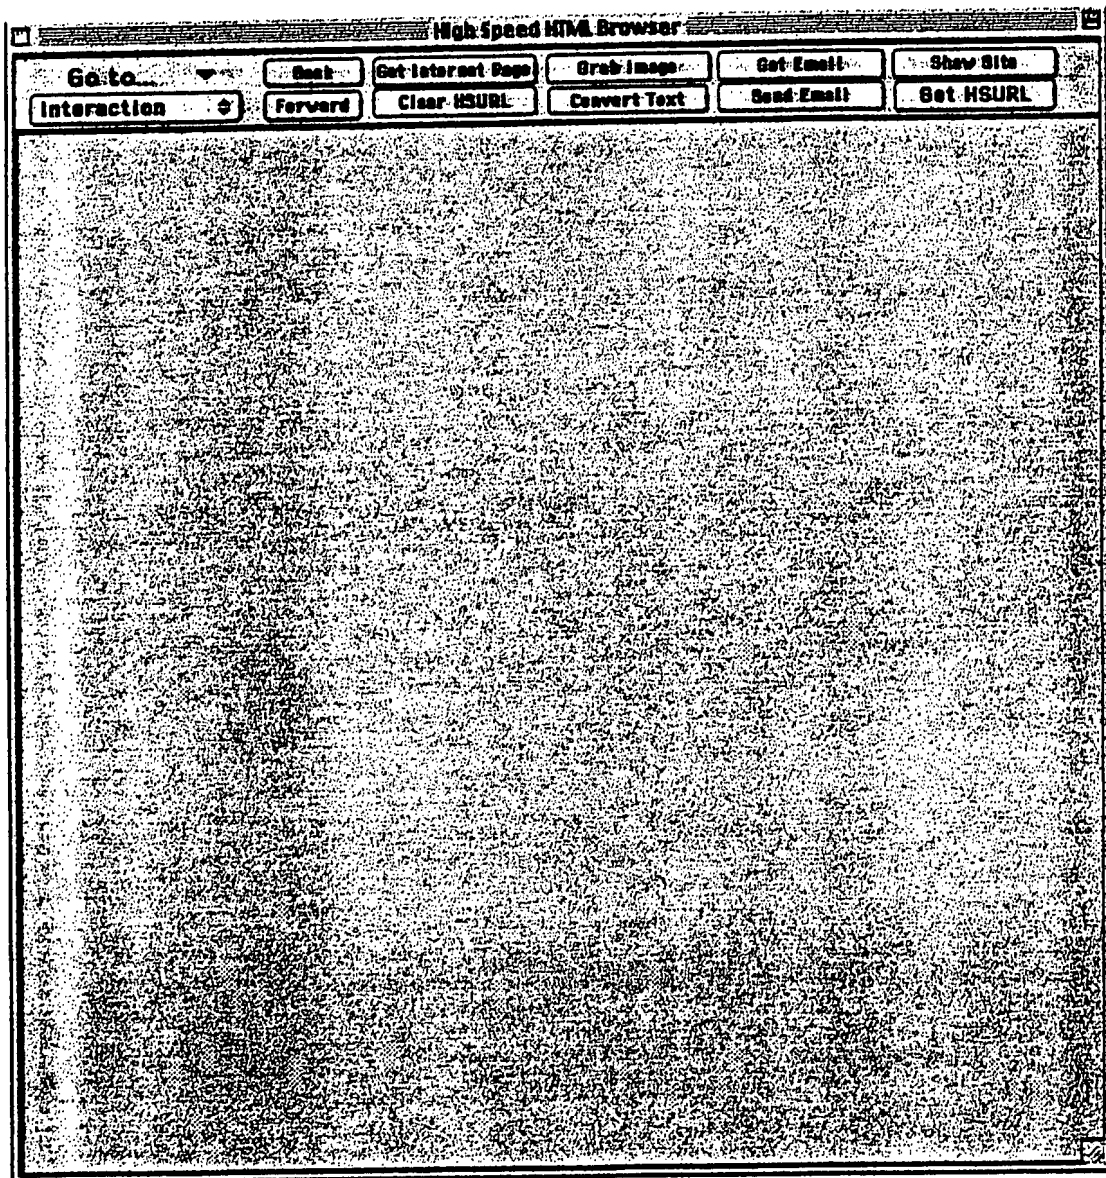 High Speed HTML Browser
Go to... Back Get Internet Page Grab Image Get Email Show Site
Interaction Forward Clear HSURL Convert Text Send Email Get HSURL